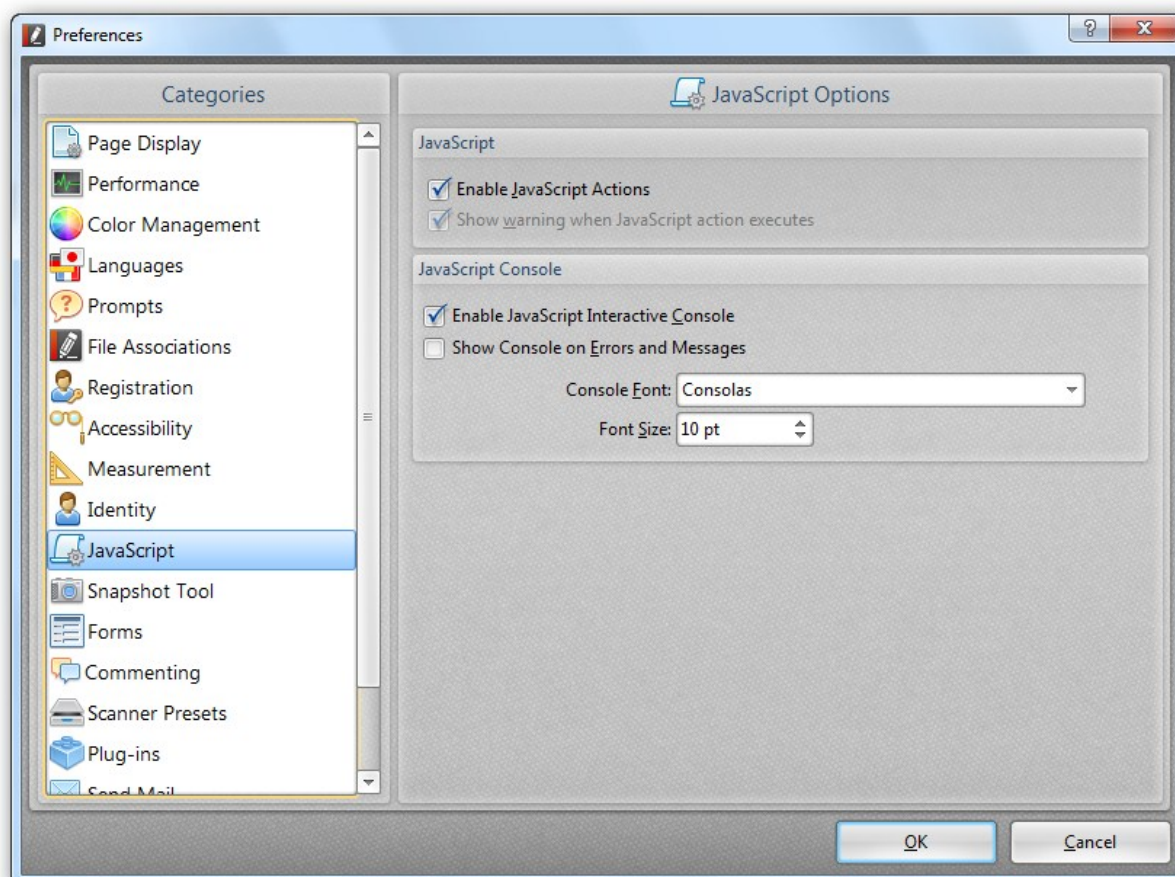 Preferences
Categories
Page Display
Performance
Color Management
Languages
Prompts
File Associations
Registration
Accessibility
Measurement
Identity
JavaScript
Snapshot Tool
Forms
Commenting
Scanner Presets
Plug-ins
Send Mail
JavaScript Options
JavaScript
Enable JavaScript Actions
Show warning when JavaScript action executes
JavaScript Console
Enable JavaScript Interactive Console
Show Console on Errors and Messages
Console Font: Consolas
Font Size: 10 pt
OK
Cancel